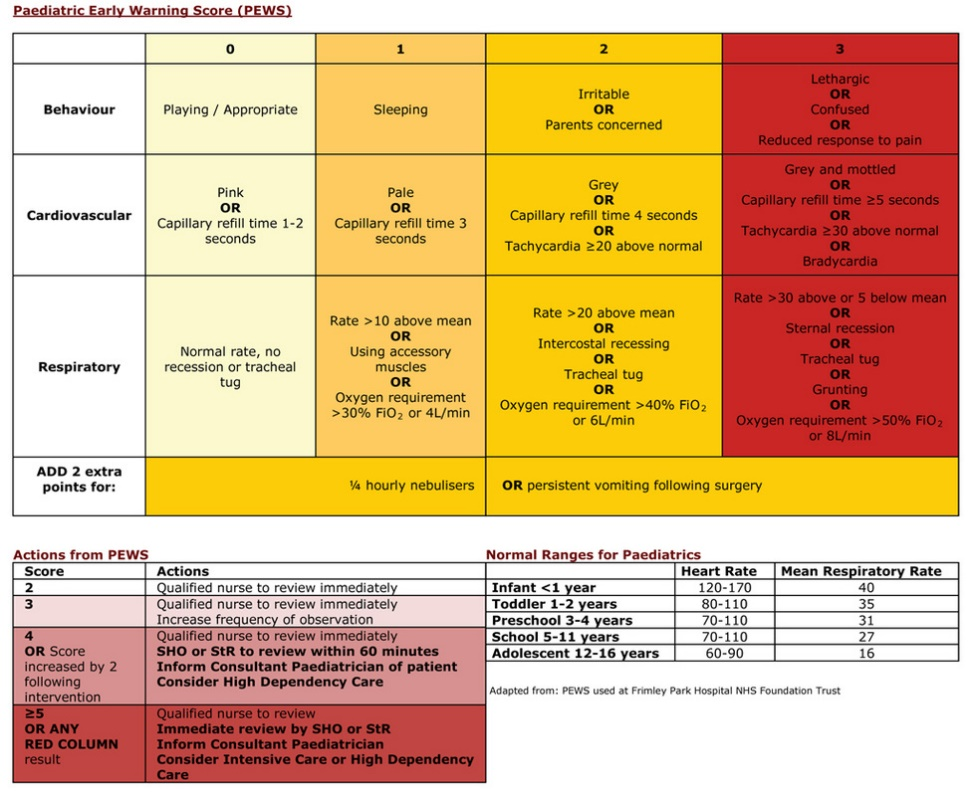 Paediatric Early Warning Score (PEWS)
0
1
2
3
Behaviour
Playing / Appropriate
Sleeping
Irritable
OR
Parents concerned
Lethargic
OR
Confused
OR
Reduced response to pain
Cardiovascular
Pink
OR
Capillary refill time 1-2
seconds
Pale
OR
Capillary refill time 3
seconds
Grey
OR
Capillary refill time 4 seconds
OR
Tachycardia ≥20 above normal
Grey and mottled
OR
Capillary refill time ≥5 seconds
OR
Tachycardia ≥30 above normal
OR
Bradycardia
Respiratory
Normal rate, no
recession or tracheal
tug
Rate >10 above mean
OR
Using accessory
muscles
OR
Oxygen requirement
>30% FiO₂ or 4L/min
Rate >20 above mean
OR
Intercostal recessing
OR
Tracheal tug
OR
Oxygen requirement >40% FiO₂
or 6L/min
Rate >30 above or 5 below mean
OR
Sternal recession
OR
Tracheal tug
OR
Grunting
OR
Oxygen requirement >50% FiO₂
or 8L/min
ADD 2 extra
points for:
¼ hourly nebulisers
OR persistent vomiting following surgery
Actions from PEWS
Score
Actions
2
Qualified nurse to review immediately
3
Qualified nurse to review immediately
Increase frequency of observation
4
OR Score
increased by 2
following
intervention
Qualified nurse to review immediately
SHO or StR to review within 60 minutes
Inform Consultant Paediatrician of patient
Consider High Dependency Care
≥5
OR ANY
RED COLUMN
result
Qualified nurse to review
Immediate review by SHO or StR
Inform Consultant Paediatrician
Consider Intensive Care or High Dependency
Care
Normal Ranges for Paediatrics
Heart Rate
Mean Respiratory Rate
Infant <1 year
120-170
40
Toddler 1-2 years
80-110
35
Preschool 3-4 years
70-110
31
School 5-11 years
70-110
27
Adolescent 12-16 years
60-90
16
Adapted from: PEWS used at Frimley Park Hospital NHS Foundation Trust